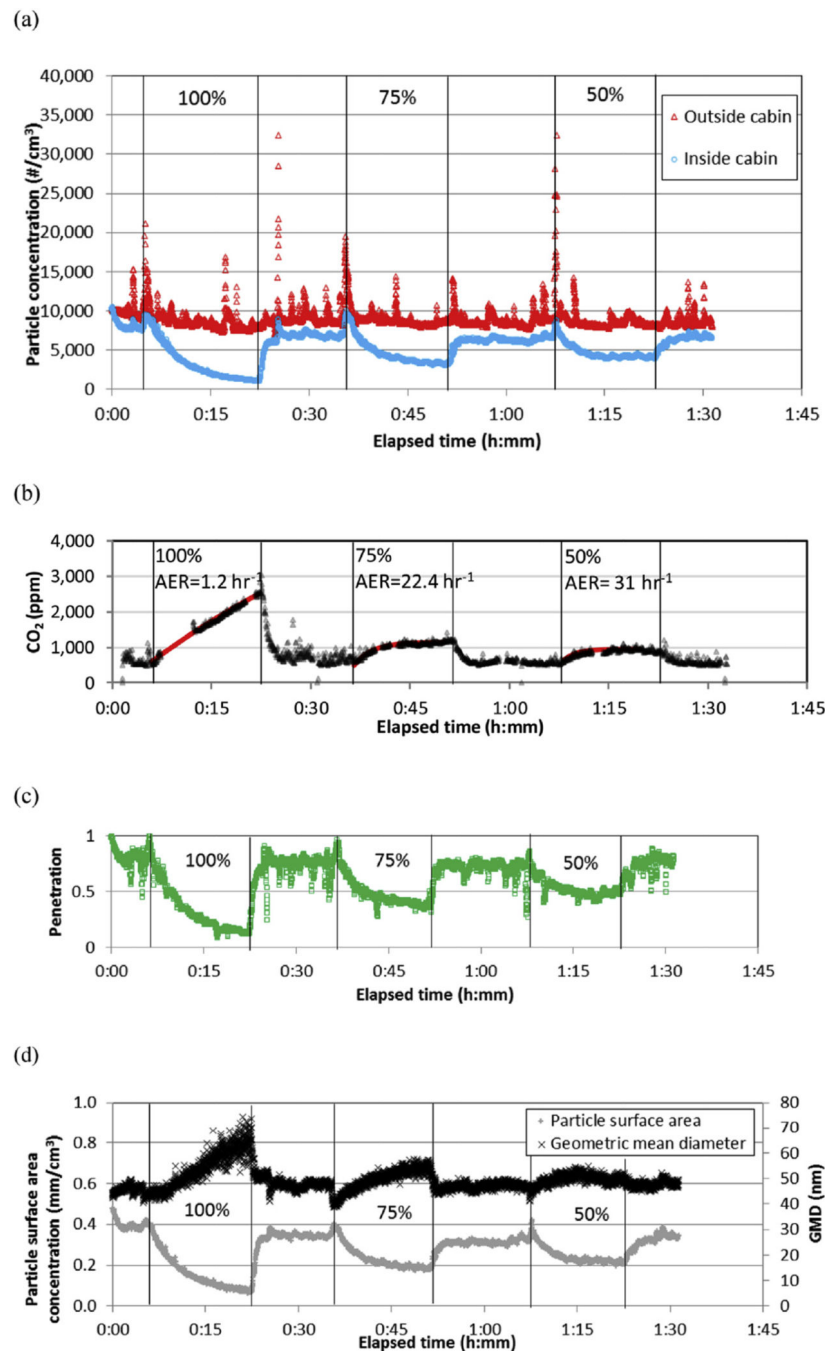 (a)
40,000
35,000
30,000
25,000
20,000
15,000
10,000
5,000
0
Particle concentration (#/cm³)
100%
75%
50%
Outside cabin
Inside cabin
0:00 0:15 0:30 0:45 1:00 1:15 1:30 1:45
Elapsed time (h:mm)
(b)
4,000
3,000
2,000
1,000
0
CO₂ (ppm)
100%
AER=1.2 hr⁻¹
75%
AER=22.4 hr⁻¹
50%
AER= 31 hr⁻¹
0:00 0:15 0:30 0:45 1:00 1:15 1:30 1:45
Elapsed time (h:mm)
(c)
1
0.5
0
Penetration
100%
75%
50%
0:00 0:15 0:30 0:45 1:00 1:15 1:30 1:45
Elapsed time (h:mm)
(d)
1.0
0.8
0.6
0.4
0.2
0.0
Particle surface area
concentration (mm/cm³)
Particle surface area
Geometric mean diameter
100%
75%
50%
80
70
60
50
40
30
20
10
0
GMD (nm)
0:00 0:15 0:30 0:45 1:00 1:15 1:30 1:45
Elapsed time (h:mm)